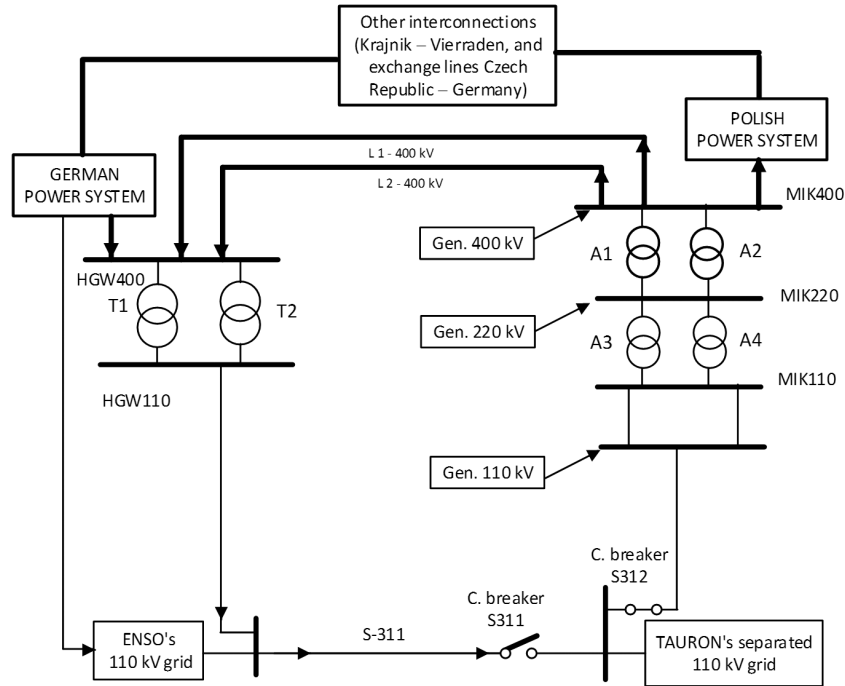 Other interconnections
(Krajnik – Vierraden, and
exchange lines Czech
Republic – Germany)
POLISH
POWER SYSTEM
GERMAN
POWER SYSTEM
L 1 - 400 kV
L 2 - 400 kV
MIK400
Gen. 400 kV
A1
A2
HGW400
T1
T2
MIK220
Gen. 220 kV
A3
A4
MIK110
HGW110
Gen. 110 kV
C. breaker
S312
C. breaker
S311
ENSO's
110 kV grid
S-311
TAURON's separated
110 kV grid